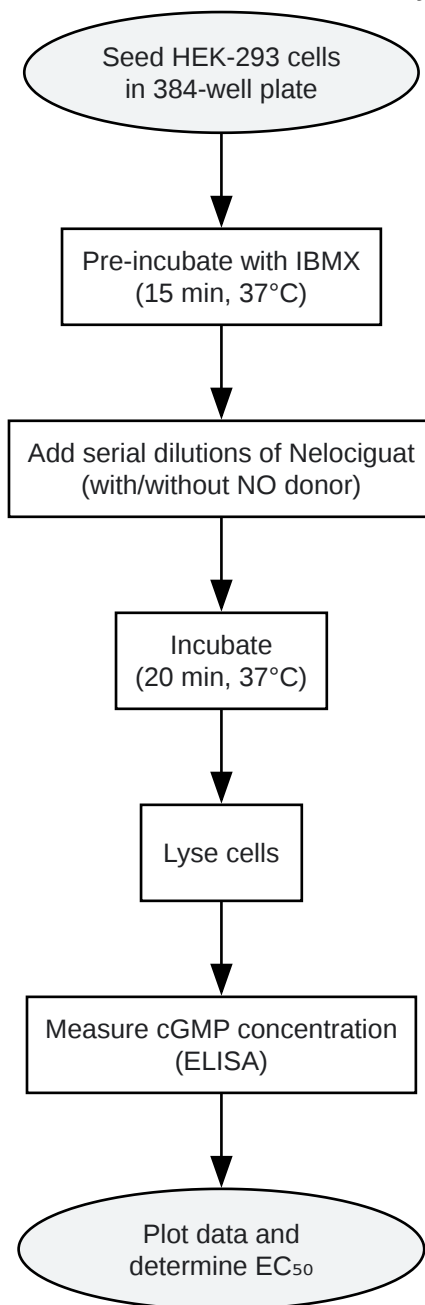 Seed HEK-293 cells
in 384-well plate
Pre-incubate with IBMX
(15 min, 37°C)
Add serial dilutions of Nelociguat
(with/without NO donor)
Incubate
(20 min, 37°C)
Lyse cells
Measure cGMP concentration
(ELISA)
Plot data and
determine EC₅₀